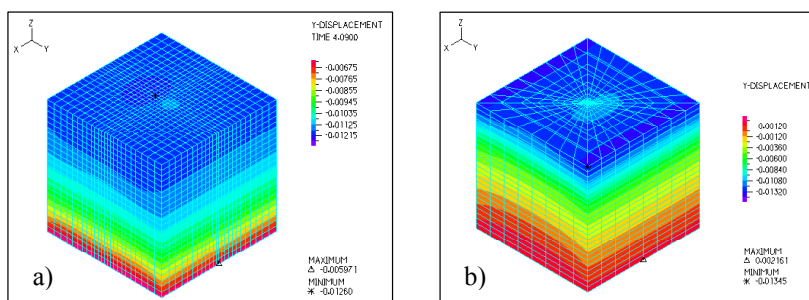 Z
X Y
Y-DISPLACEMENT
TIME 4.0900
-0.00675
-0.00765
-0.00855
-0.00945
-0.01035
-0.01125
-0.01215
MAXIMUM
Δ -0.005971
MINIMUM
* -0.01260
a)
Z
X Y
Y-DISPLACEMENT
0.00120
-0.00120
-0.00360
-0.00600
-0.00840
-0.01080
-0.01320
MAXIMUM
Δ 0.002161
MINIMUM
* -0.01345
b)